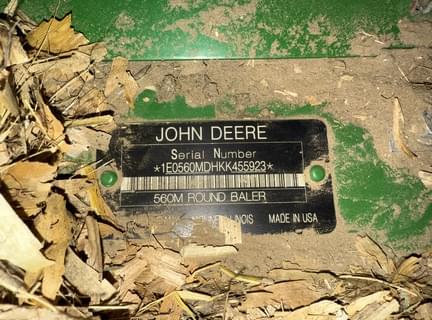 JOHN DEERE
Serial Number
*1E0560MDHKK455923*
560M ROUND BALER
MADE IN USA